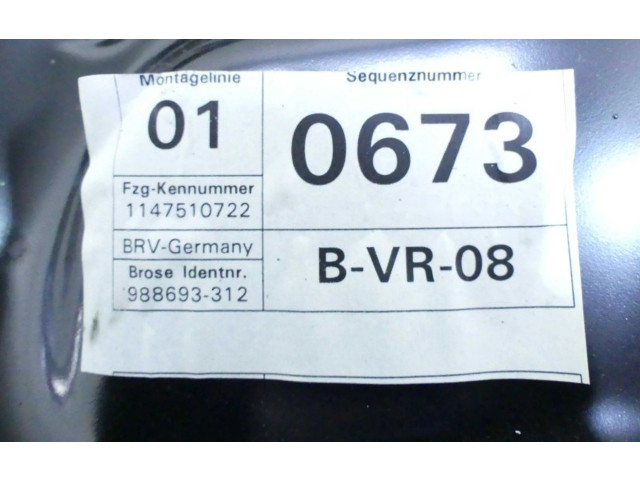 Montagelinie
01
Sequenznummer
0673
Fzg-Kennummer
1147510722
BRV-Germany
Brose Identnr.
988693-312
B-VR-08